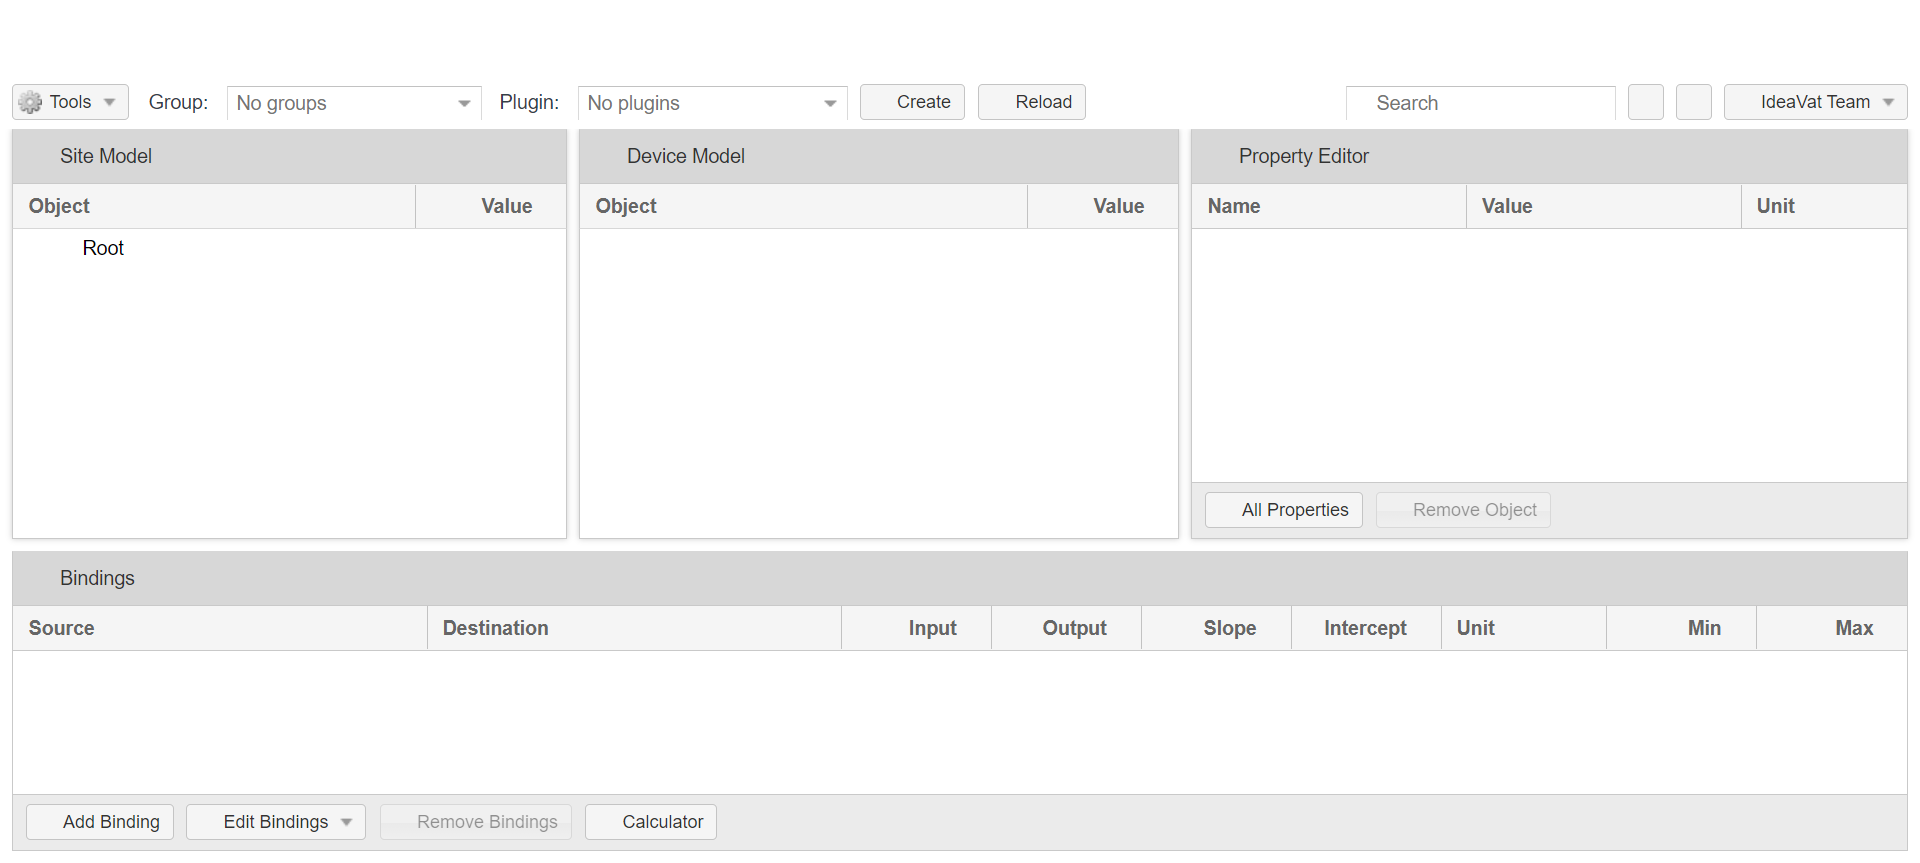 Tools Group: No groups Plugin: No plugins Create Reload Search IdeaVat Team
Site Model Device Model Property Editor
Object Value Object Value Name Value Unit
Root
All Properties Remove Object
Bindings
Source Destination Input Output Slope Intercept Unit Min Max
Add Binding Edit Bindings Remove Bindings Calculator